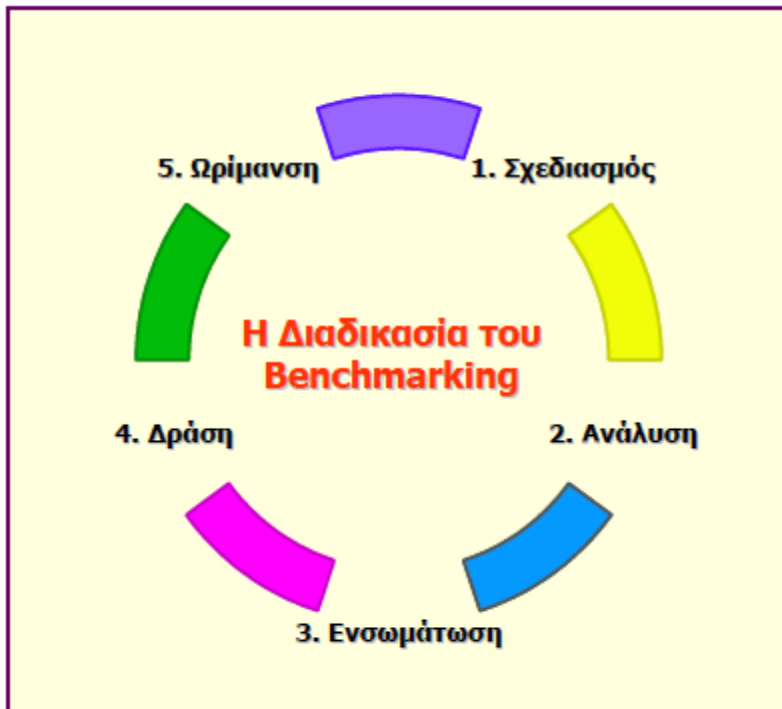 5. Ωρίμανση
1. Σχεδιασμός
Η Διαδικασία του
Benchmarking
4. Δράση
2. Ανάλυση
3. Ενσωμάτωση